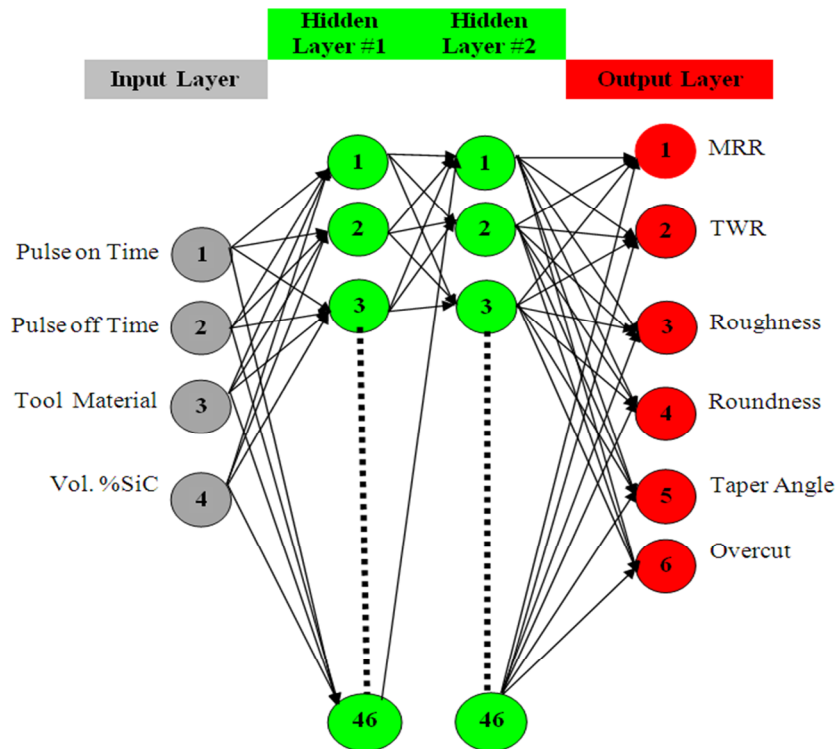 Hidden
Layer #1
Hidden
Layer #2
Input Layer
Output Layer
1
1
1
MRR
2
2
2
TWR
Pulse on Time
1
3
3
3
Roughness
Pulse off Time
2
Tool Material
3
4
Roundness
Vol. %SiC
4
5
Taper Angle
6
Overcut
46
46